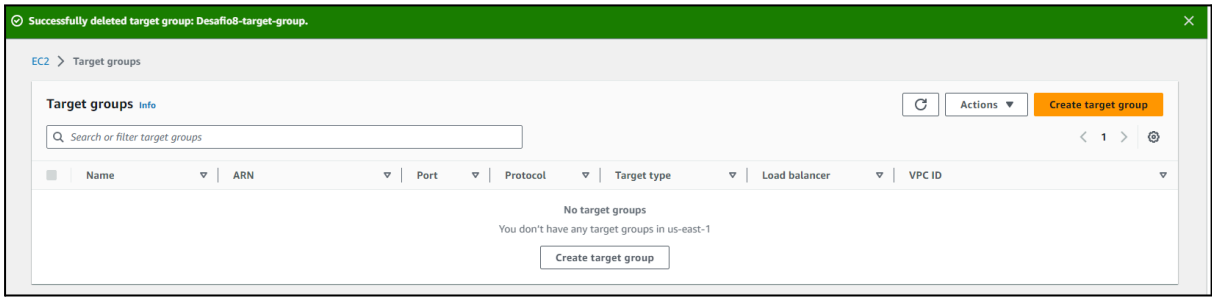 Successfully deleted target group: Desafio8-target-group.
EC2 > Target groups
Target groups Info
Actions
Create target group
Search or filter target groups
1
Name ARN Port Protocol Target type Load balancer VPC ID
No target groups
You don't have any target groups in us-east-1
Create target group